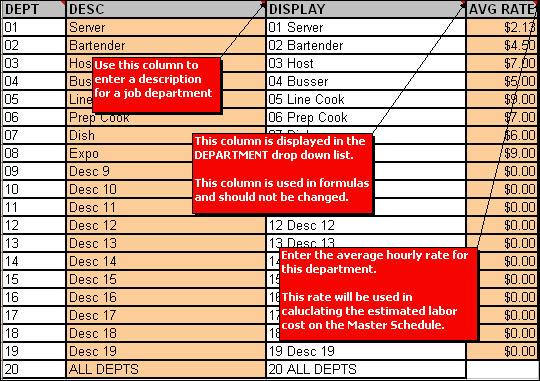 DEPT DESC DISPLAY AVG RATE
01 Server 01 Server $2.13
02 Bartender 02 Bartender $4.50
03 Host 03 Host $7.00
04 Busser 04 Busser $5.00
05 Line 05 Line Cook $9.00
06 Prep Cook 06 Prep Cook $7.00
07 Dish 07 Dish $6.00
08 Expo $9.00
09 Desc 9 $0.00
10 Desc 10 $0.00
11 Desc 11 $0.00
12 Desc 12 12 Desc 12 $0.00
13 Desc 13 13 Desc 13 $0.00
14 Desc 14 $0.00
15 Desc 15 $0.00
16 Desc 16 $0.00
17 Desc 17 $0.00
18 Desc 18 $0.00
19 Desc 19 19 Desc 19 $0.00
20 ALL DEPTS 20 ALL DEPTS
Use this column to
enter a description
for a job department
This column is displayed in the
DEPARTMENT drop down list.
This column is used in formulas
and should not be changed.
Enter the average hourly rate for
this department.
This rate will be used in
caluclating the estimated labor
cost on the Master Schedule.